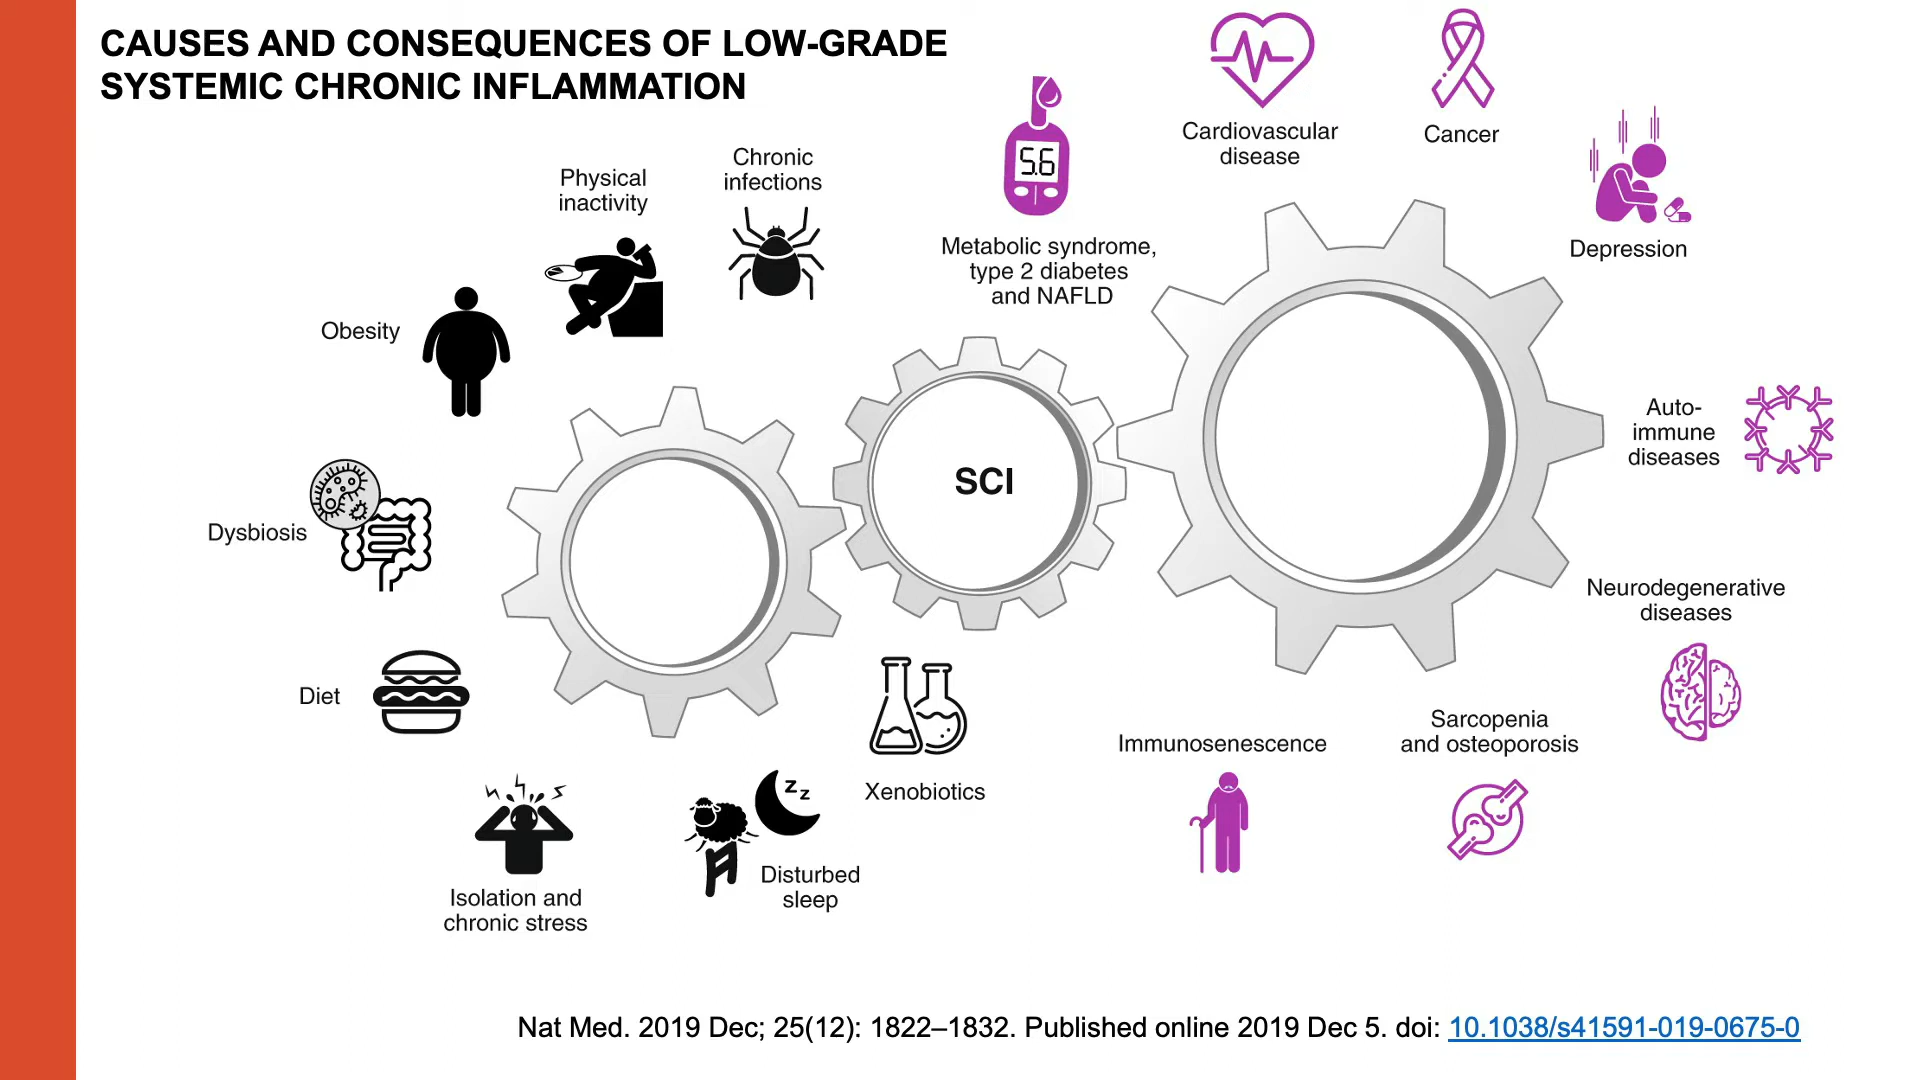 CAUSES AND CONSEQUENCES OF LOW-GRADE
SYSTEMIC CHRONIC INFLAMMATION
Chronic
infections
Physical
inactivity
Obesity
Dysbiosis
Diet
Isolation and
chronic stress
z z
Disturbed
sleep
Xenobiotics
SCI
5.6
Metabolic syndrome,
type 2 diabetes
and NAFLD
Cardiovascular
disease
Cancer
Depression
Auto-
immune
diseases
Neurodegenerative
diseases
Sarcopenia
and osteoporosis
Immunosenescence
Nat Med. 2019 Dec; 25(12): 1822–1832. Published online 2019 Dec 5. doi: 10.1038/s41591-019-0675-0